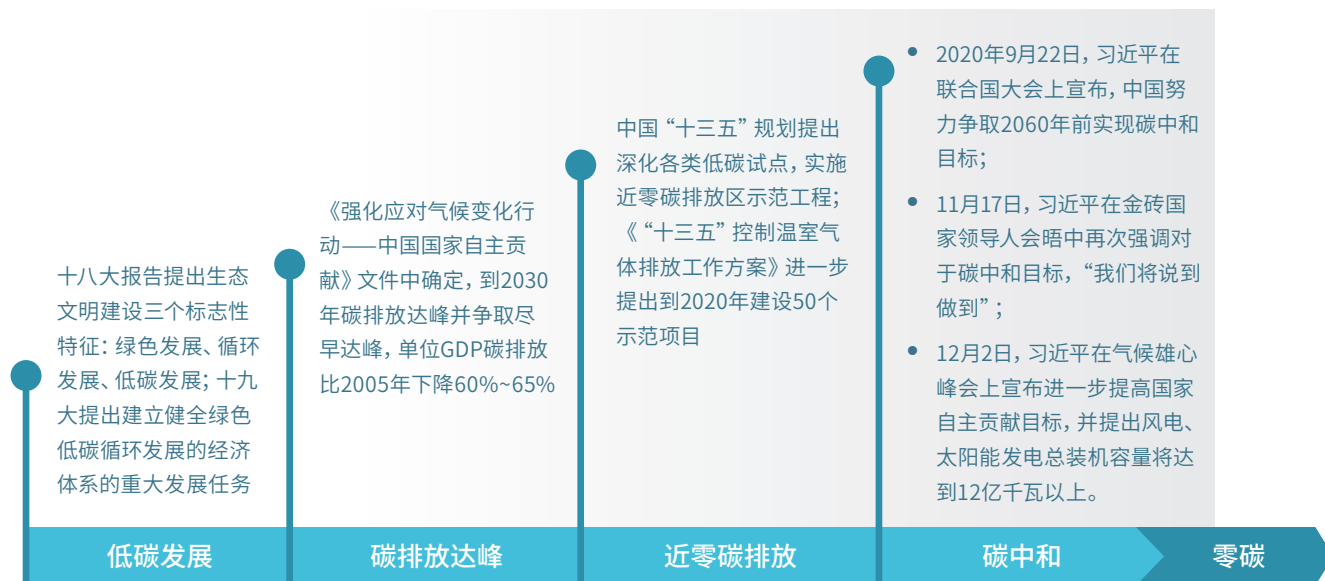 十八大报告提出生态
文明建设三个标志性
特征：绿色发展、循环
发展、低碳发展；十九
大提出建立健全绿色
低碳循环发展的经济
体系的重大发展任务
《强化应对气候变化行
动——中国国家自主贡
献》文件中确定，到2030
年碳排放达峰并争取尽
早达峰，单位GDP碳排放
比2005年下降60%~65%
中国“十三五”规划提出
深化各类低碳试点，实施
近零碳排放区示范工程；
《“十三五”控制温室气
体排放工作方案》进一步
提出到2020年建设50个
示范项目
• 2020年9月22日，习近平在
联合国大会上宣布，中国努
力争取2060年前实现碳中和
目标；
• 11月17日，习近平在金砖国
家领导人会晤中再次强调对
于碳中和目标，“我们将说到
做到”；
• 12月2日，习近平在气候雄心
峰会上宣布进一步提高国家
自主贡献目标，并提出风电、
太阳能发电总装机容量将达
到12亿千瓦以上。
低碳发展
碳排放达峰
近零碳排放
碳中和
零碳